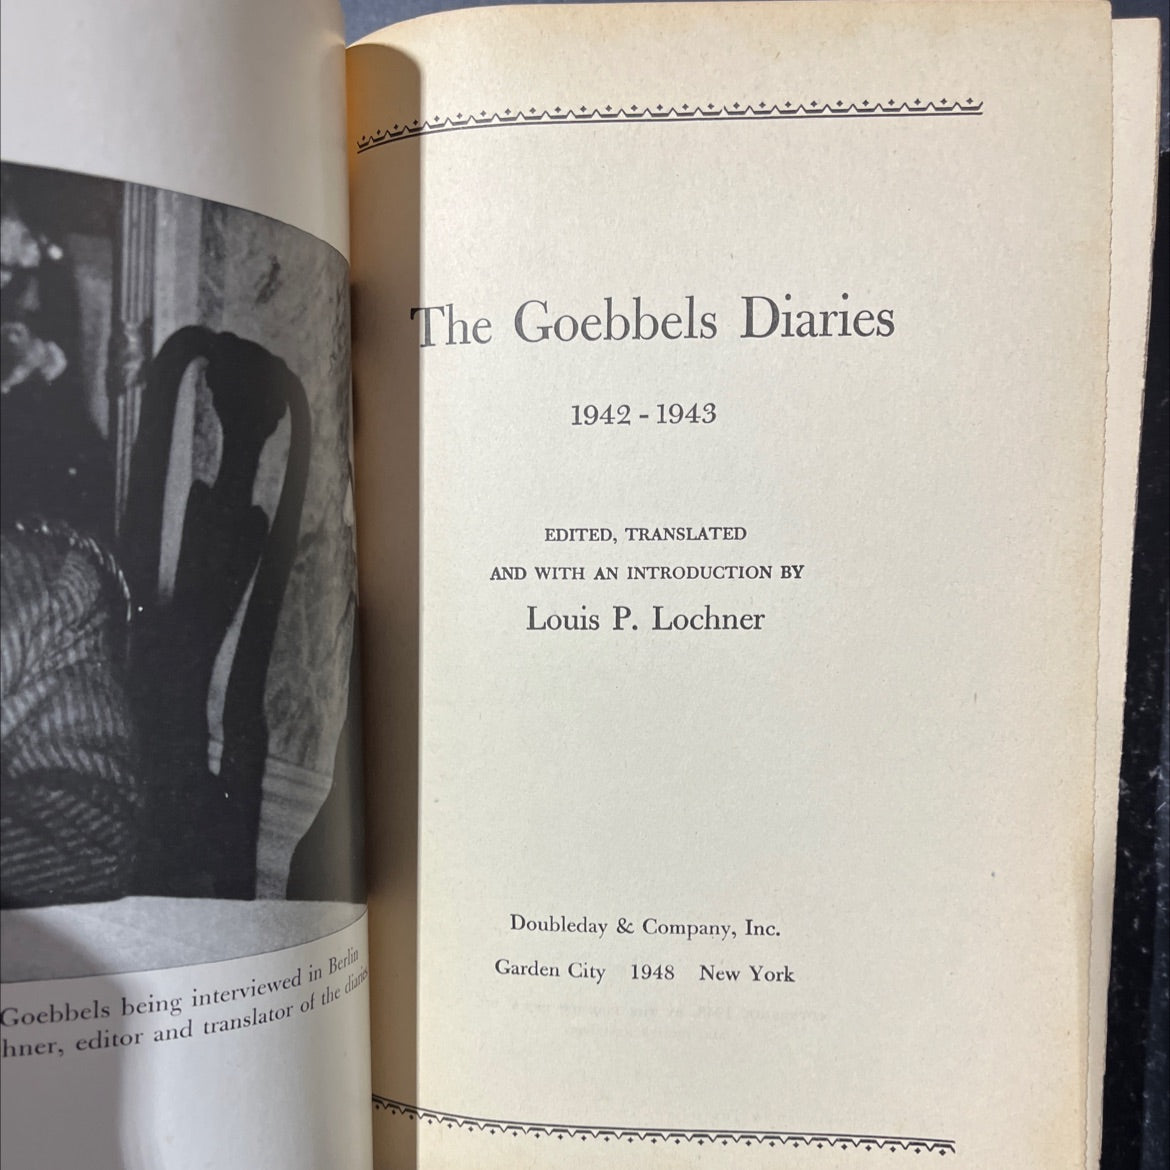 Goebbels being interviewed in Berlin
hner, editor and translator of the diaries
The Goebbels Diaries
1942 - 1943
EDITED, TRANSLATED
AND WITH AN INTRODUCTION BY
Louis P. Lochner
Doubleday & Company, Inc.
Garden City 1948 New York